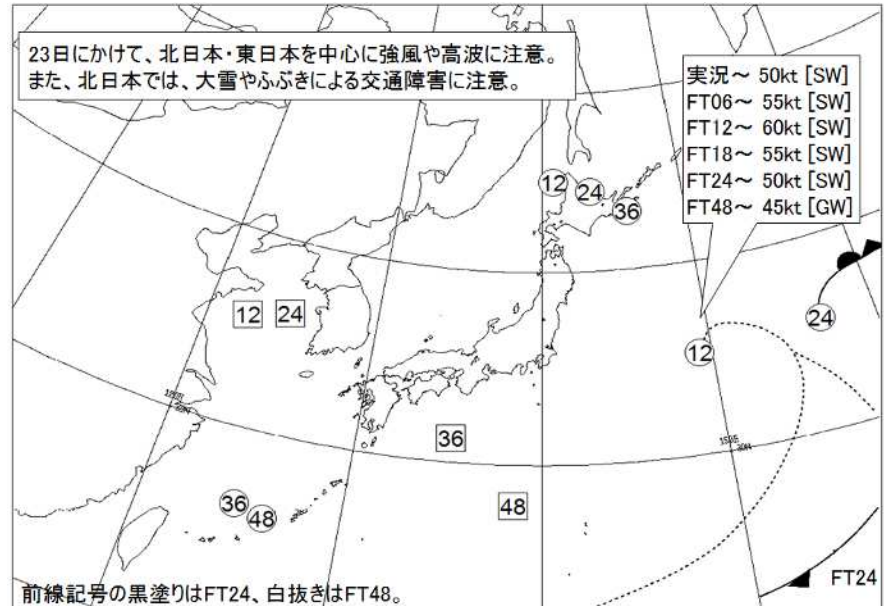 23日にかけて、北日本・東日本を中心に強風や高波に注意。
また、北日本では、大雪やふぶきによる交通障害に注意。
実況～ 50kt [SW]
FT06～ 55kt [SW]
FT12～ 60kt [SW]
FT18～ 55kt [SW]
FT24～ 50kt [SW]
FT48～ 45kt [GW]
12
24
36
12
24
24
12
36
36
48
48
FT24
前線記号の黒塗りはFT24、白抜きはFT48。